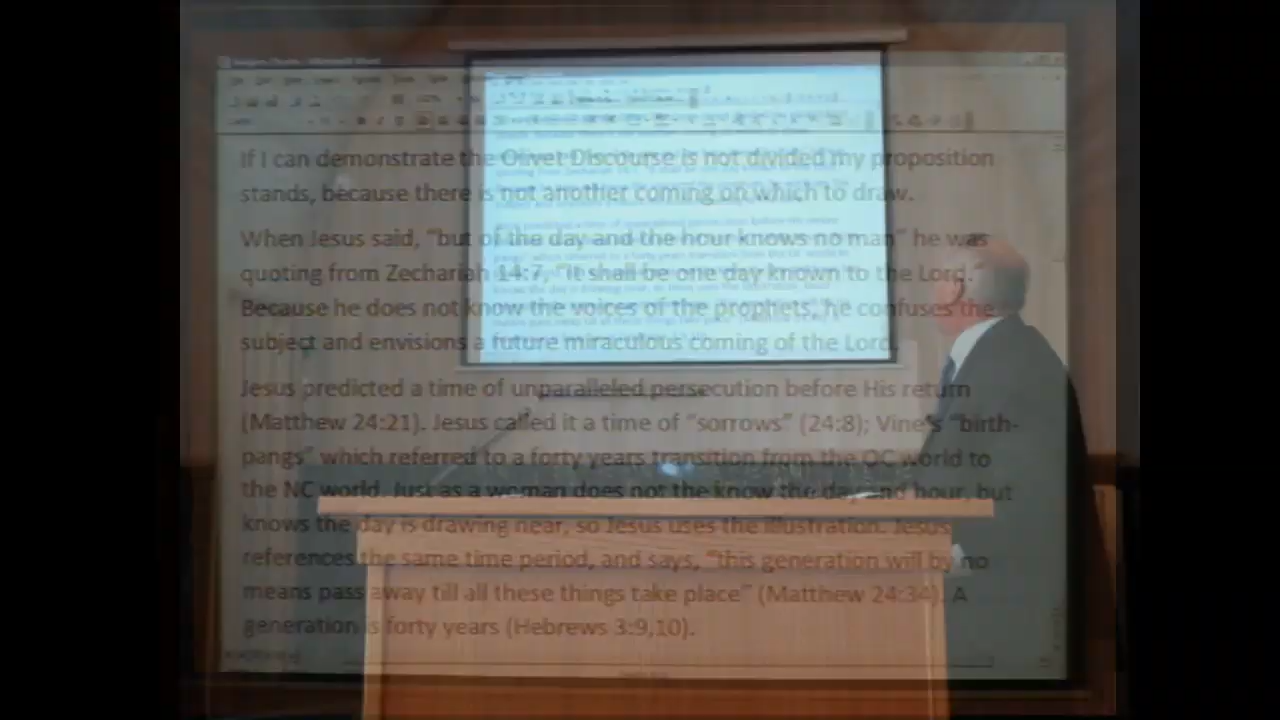 If I can demonstrate the Olivet Discourse is not divided my proposition
stands, because there is not another coming on which to draw.
When Jesus said, “but of the day and the hour knows no man” he was
quoting from Zechariah 14:7, “It shall be one day known to the Lord.”
Because he does not know the voices of the prophets, he confuses the
subject and envisions a future miraculous coming of the Lord.
Jesus predicted a time of unparalleled persecution before His return
(Matthew 24:21). Jesus called it a time of “sorrows” (24:8); Vine’s “birth-
pangs” which referred to a forty years transition from the OC world to
the NC world. Just as a woman does not the know the day and hour, but
knows the day is drawing near, so Jesus uses the illustration. Jesus
references the same time period, and says, “this generation will by no
means pass away till all these things take place” (Matthew 24:34). A
generation is forty years (Hebrews 3:9,10).